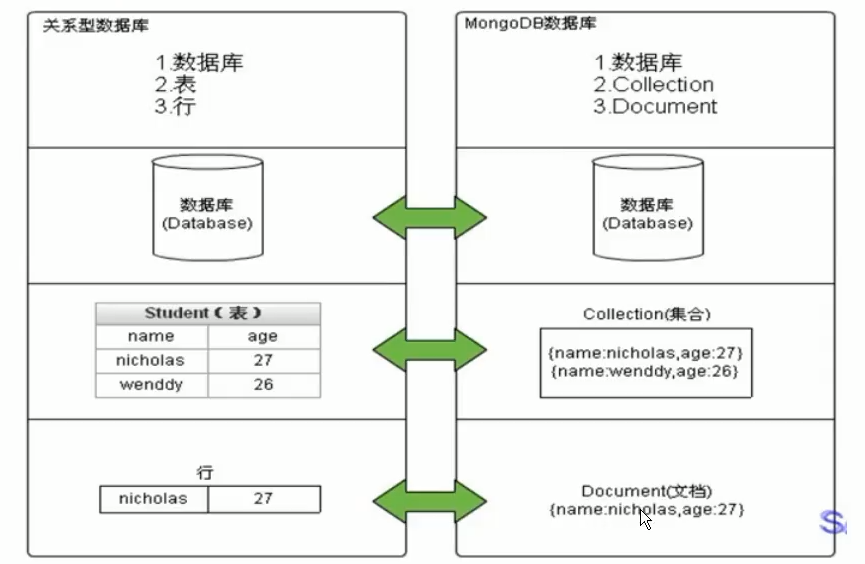 关系型数据库
1.数据库
2.表
3.行
数据库
(Database)
Student(表)
name age
nicholas 27
wenddy 26
行
nicholas 27
MongoDB数据库
1.数据库
2.Collection
3.Document
数据库
(Database)
Collection(集合)
{name:nicholas,age:27}
{name:wenddy,age:26}
Document(文档)
{name:nicholas,age:27}